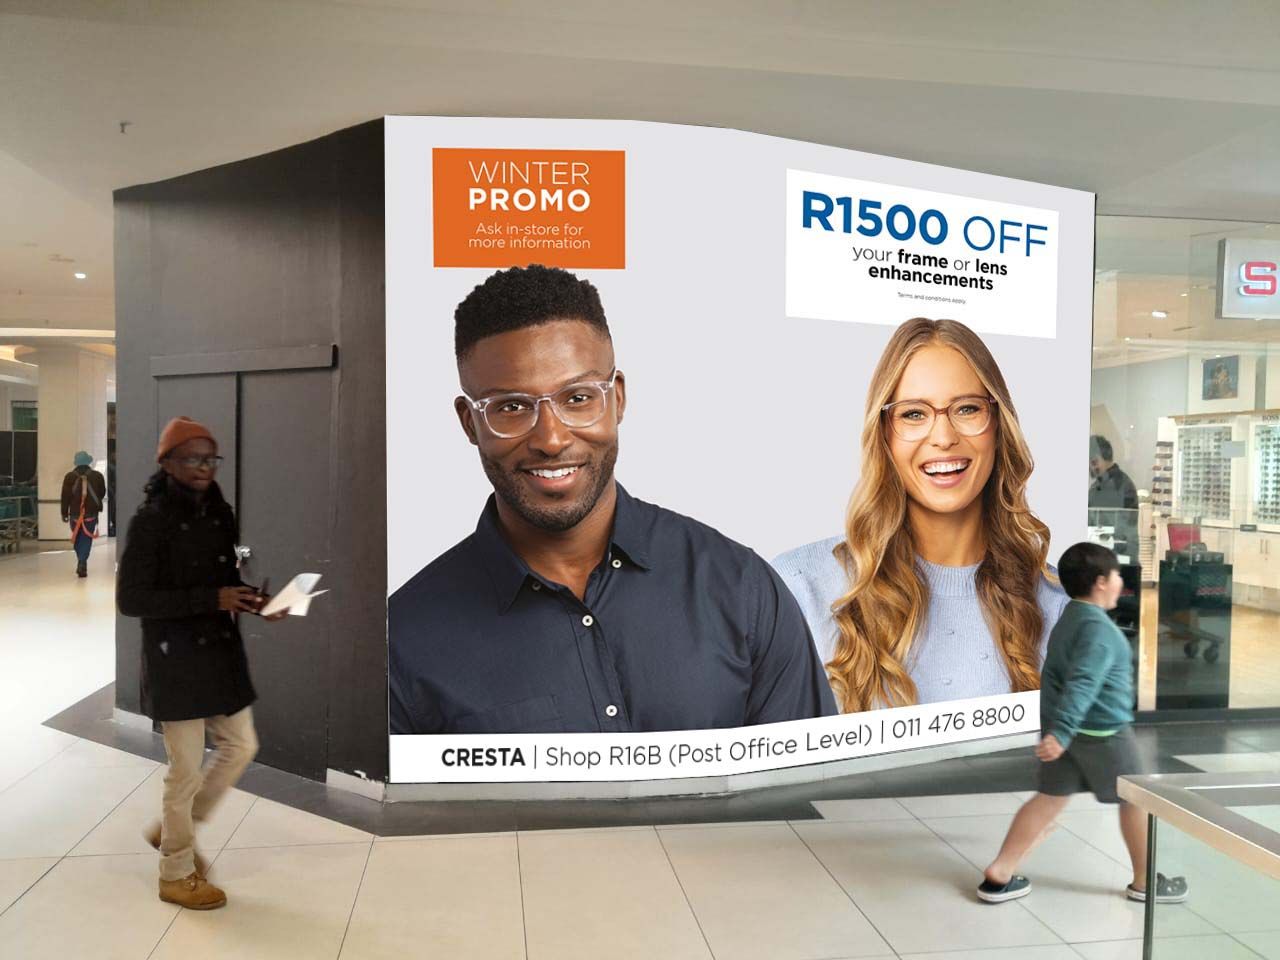 WINTER
PROMO
Ask in-store for
more information
R1500 OFF
your frame or lens
enhancements
Terms and conditions apply.
CRESTA | Shop R16B (Post Office Level) | 011 476 8800
S
BOSS